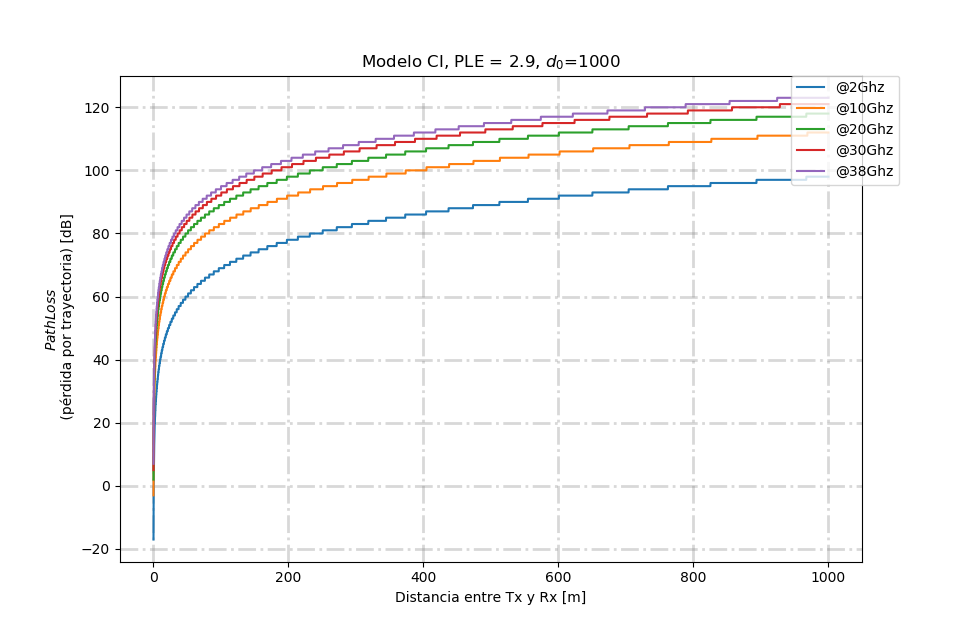 Modelo CI, PLE = 2.9, d₀=1000
@2Ghz
@10Ghz
@20Ghz
@30Ghz
@38Ghz
120
100
80
60
40
20
0
−20
PathLoss
(pérdida por trayectoria) [dB]
0 200 400 600 800 1000
Distancia entre Tx y Rx [m]